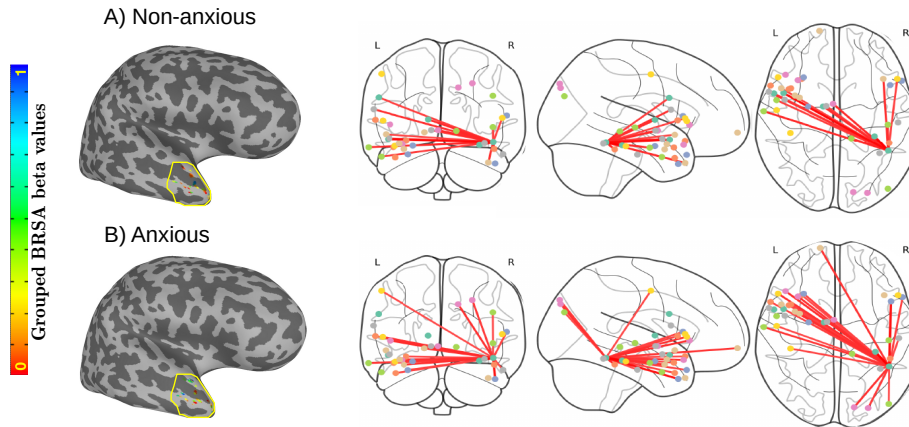 A) Non-anxious
L
R
L
R
1
Grouped BRSA beta values
0
B) Anxious
L
R
L
R